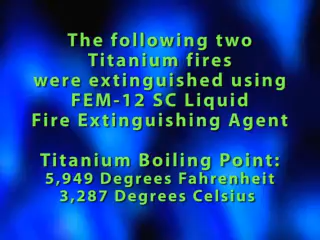 The following two
Titanium fires
were extinguished using
FEM-12 SC Liquid
Fire Extinguishing Agent
Titanium Boiling Point:
5,949 Degrees Fahrenheit
3,287 Degrees Celsius